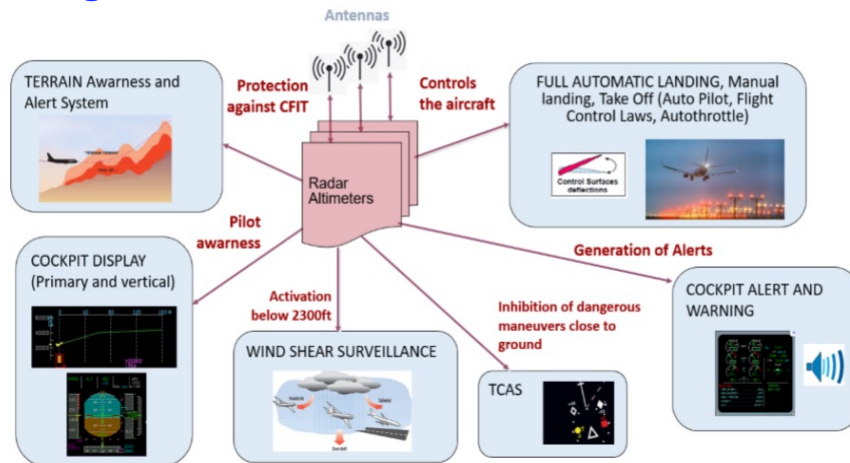 Antennas
TERRAIN Awarness and
Alert System
Protection
against CFIT
Controls
the aircraft
FULL AUTOMATIC LANDING, Manual
landing, Take Off (Auto Pilot, Flight
Control Laws, Autothrottle)
Control Surfaces
deflections
Radar
Altimeters
Pilot
awarness
Generation of Alerts
COCKPIT DISPLAY
(Primary and vertical)
Activation
below 2300ft
Inhibition of dangerous
maneuvers close to
ground
COCKPIT ALERT AND
WARNING
WIND SHEAR SURVEILLANCE
TCAS